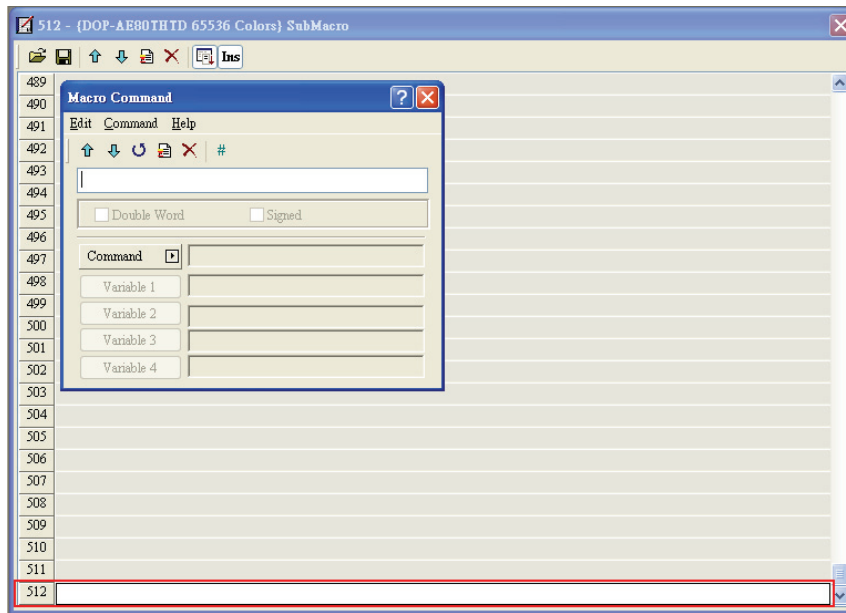 512 - {DOP-AE80THTD 65536 Colors} SubMacro
Ins
489
490
491
492
493
494
495
496
497
498
499
500
501
502
503
504
505
506
507
508
509
510
511
512
Macro Command
Edit Command Help
#
Double Word Signed
Command
Variable 1
Variable 2
Variable 3
Variable 4